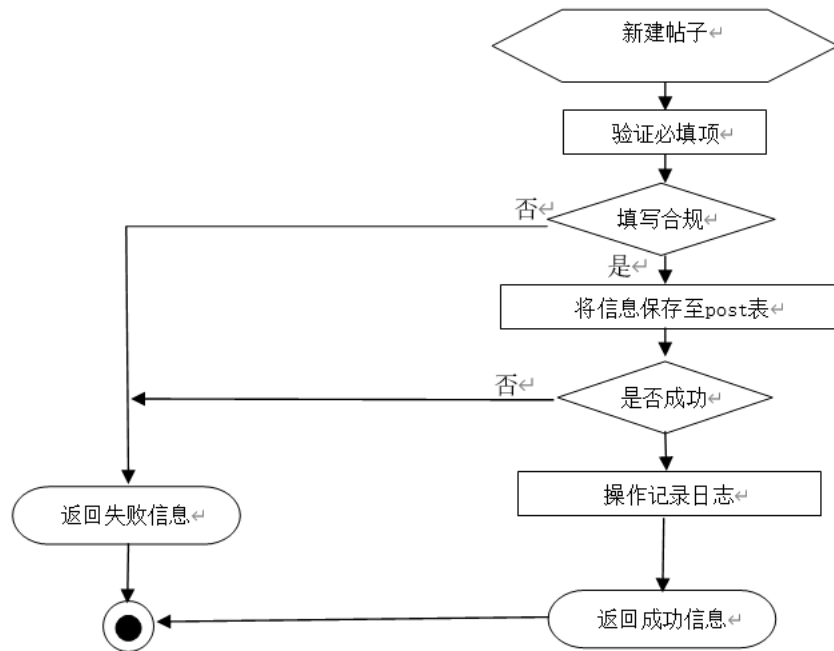 新建帖子
验证必填项
否
填写合规
是
将信息保存至post表
否
是否成功
返回失败信息
操作记录日志
返回成功信息